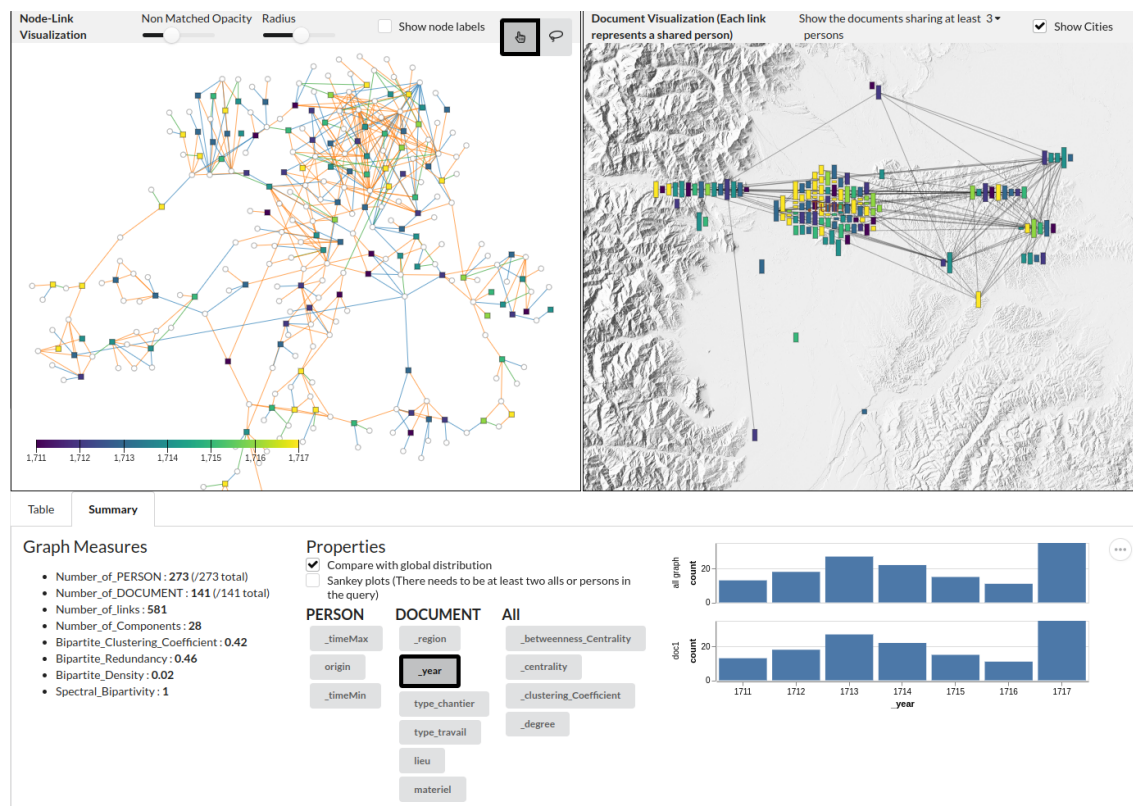 Node-Link
Visualization
Non Matched Opacity
Radius
Show node labels
Document Visualization (Each link
represents a shared person)
Show the documents sharing at least 3
persons
Show Cities
1,711 1,712 1,713 1,714 1,715 1,716 1,717
Table
Summary
Graph Measures
Number_of_PERSON : 273 (/273 total)
Number_of_DOCUMENT : 141 (/141 total)
Number_of_links : 581
Number_of_Components : 28
Bipartite_Clustering_Coefficient : 0.42
Bipartite_Redundancy : 0.46
Bipartite_Density : 0.02
Spectral_Bipartivity : 1
Properties
Compare with global distribution
Sankey plots (There needs to be at least two alls or persons in
the query)
PERSON
_timeMax
origin
_timeMin
DOCUMENT
_region
_year
type_chantier
type_travail
lieu
materiel
All
_betweenness_Centrality
_centrality
_clustering_Coefficient
_degree
all graph
count
20
0
doc1
count
20
0
1711 1712 1713 1714 1715 1716 1717
_year